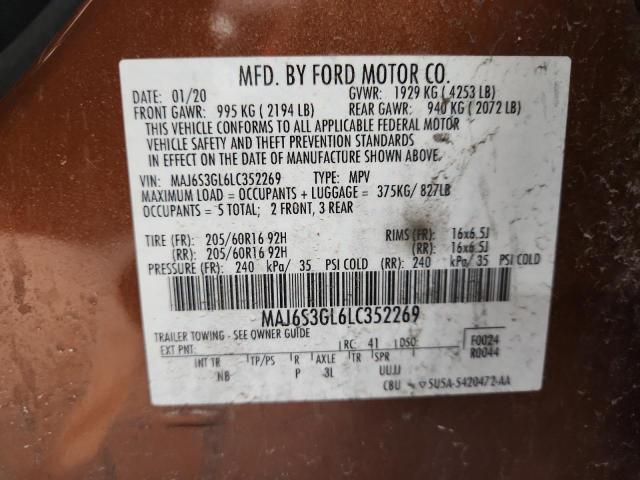 MFD. BY FORD MOTOR CO.
DATE: 01/20 GVWR: 1929 KG ( 4253 LB)
FRONT GAWR: 995 KG ( 2194 LB) REAR GAWR: 940 KG ( 2072 LB)
THIS VEHICLE CONFORMS TO ALL APPLICABLE FEDERAL MOTOR
VEHICLE SAFETY AND THEFT PREVENTION STANDARDS
IN EFFECT ON THE DATE OF MANUFACTURE SHOWN ABOVE.
VIN: MAJ6S3GL6LC352269 TYPE: MPV
MAXIMUM LOAD = OCCUPANTS + LUGGAGE = 375KG/ 827LB
OCCUPANTS = 5 TOTAL; 2 FRONT, 3 REAR
TIRE (FR): 205/60R16 92H RIMS (FR): 16x6.5J
(RR): 205/60R16 92H (RR): 16x6.5J
PRESSURE (FR): 240 kPa/ 35 PSI COLD (RR): 240 kPa/ 35 PSI COLD
MAJ6S3GL6LC352269
TRAILER TOWING - SEE OWNER GUIDE
EXT PNT: RC: 41 DSO: F0024
R0044
INT TR TP/PS R AXLE TR SPR
NB P 3L UUJJ
CBU 5U5A-5420472-AA